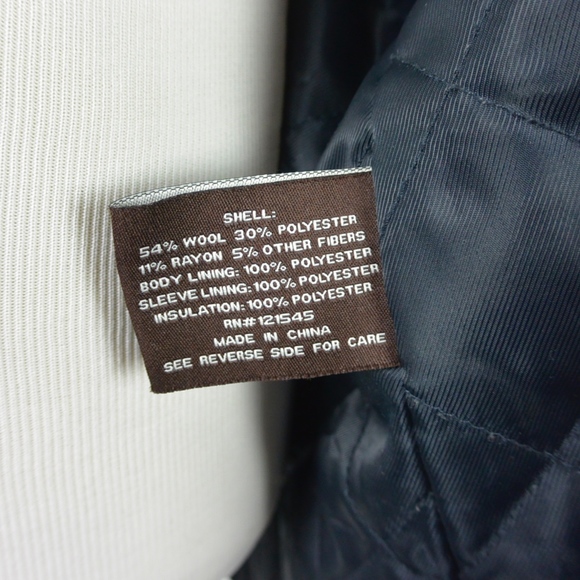 SHELL:
54% WOOL 30% POLYESTER
11% RAYON 5% OTHER FIBERS
BODY LINING: 100% POLYESTER
SLEEVE LINING: 100% POLYESTER
INSULATION: 100% POLYESTER
RN#121545
MADE IN CHINA
SEE REVERSE SIDE FOR CARE